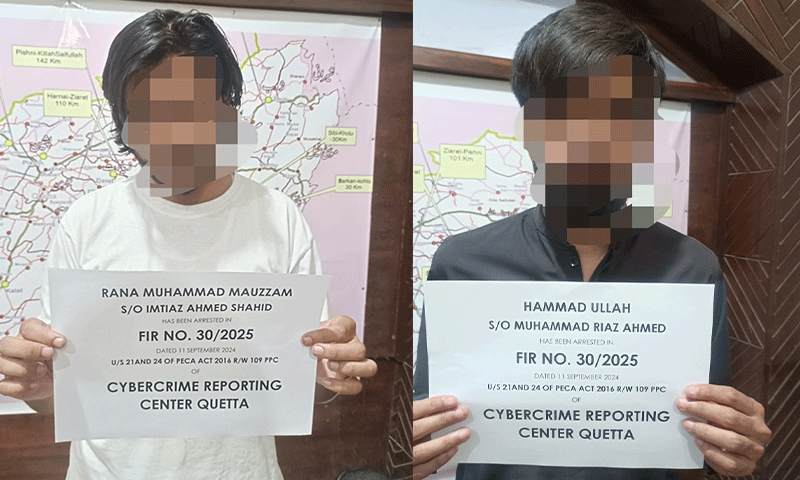 Pishni-KillahSaifullah
142 Km
Harnai-Ziarat
110 Km
Sibi-Kholu
Barkan-kohlu
30 Km
RANA MUHAMMAD MAUZZAM
S/O IMTIAZ AHMED SHAHID
HAS BEEN ARRESTED IN
FIR NO. 30/2025
DATED 11 SEPTEMBER 2024
U/S 21AND 24 OF PECA ACT 2016 R/W 109 PPC
OF
CYBERCRIME REPORTING
CENTER QUETTA
Ziarat-Pishni
101 Km
HAMMAD ULLAH
S/O MUHAMMAD RIAZ AHMED
HAS BEEN ARRESTED IN
FIR NO. 30/2025
DATED 11 SEPTEMBER 2024
U/S 21AND 24 OF PECA ACT 2016 R/W 109 PPC
OF
CYBERCRIME REPORTING
CENTER QUETTA